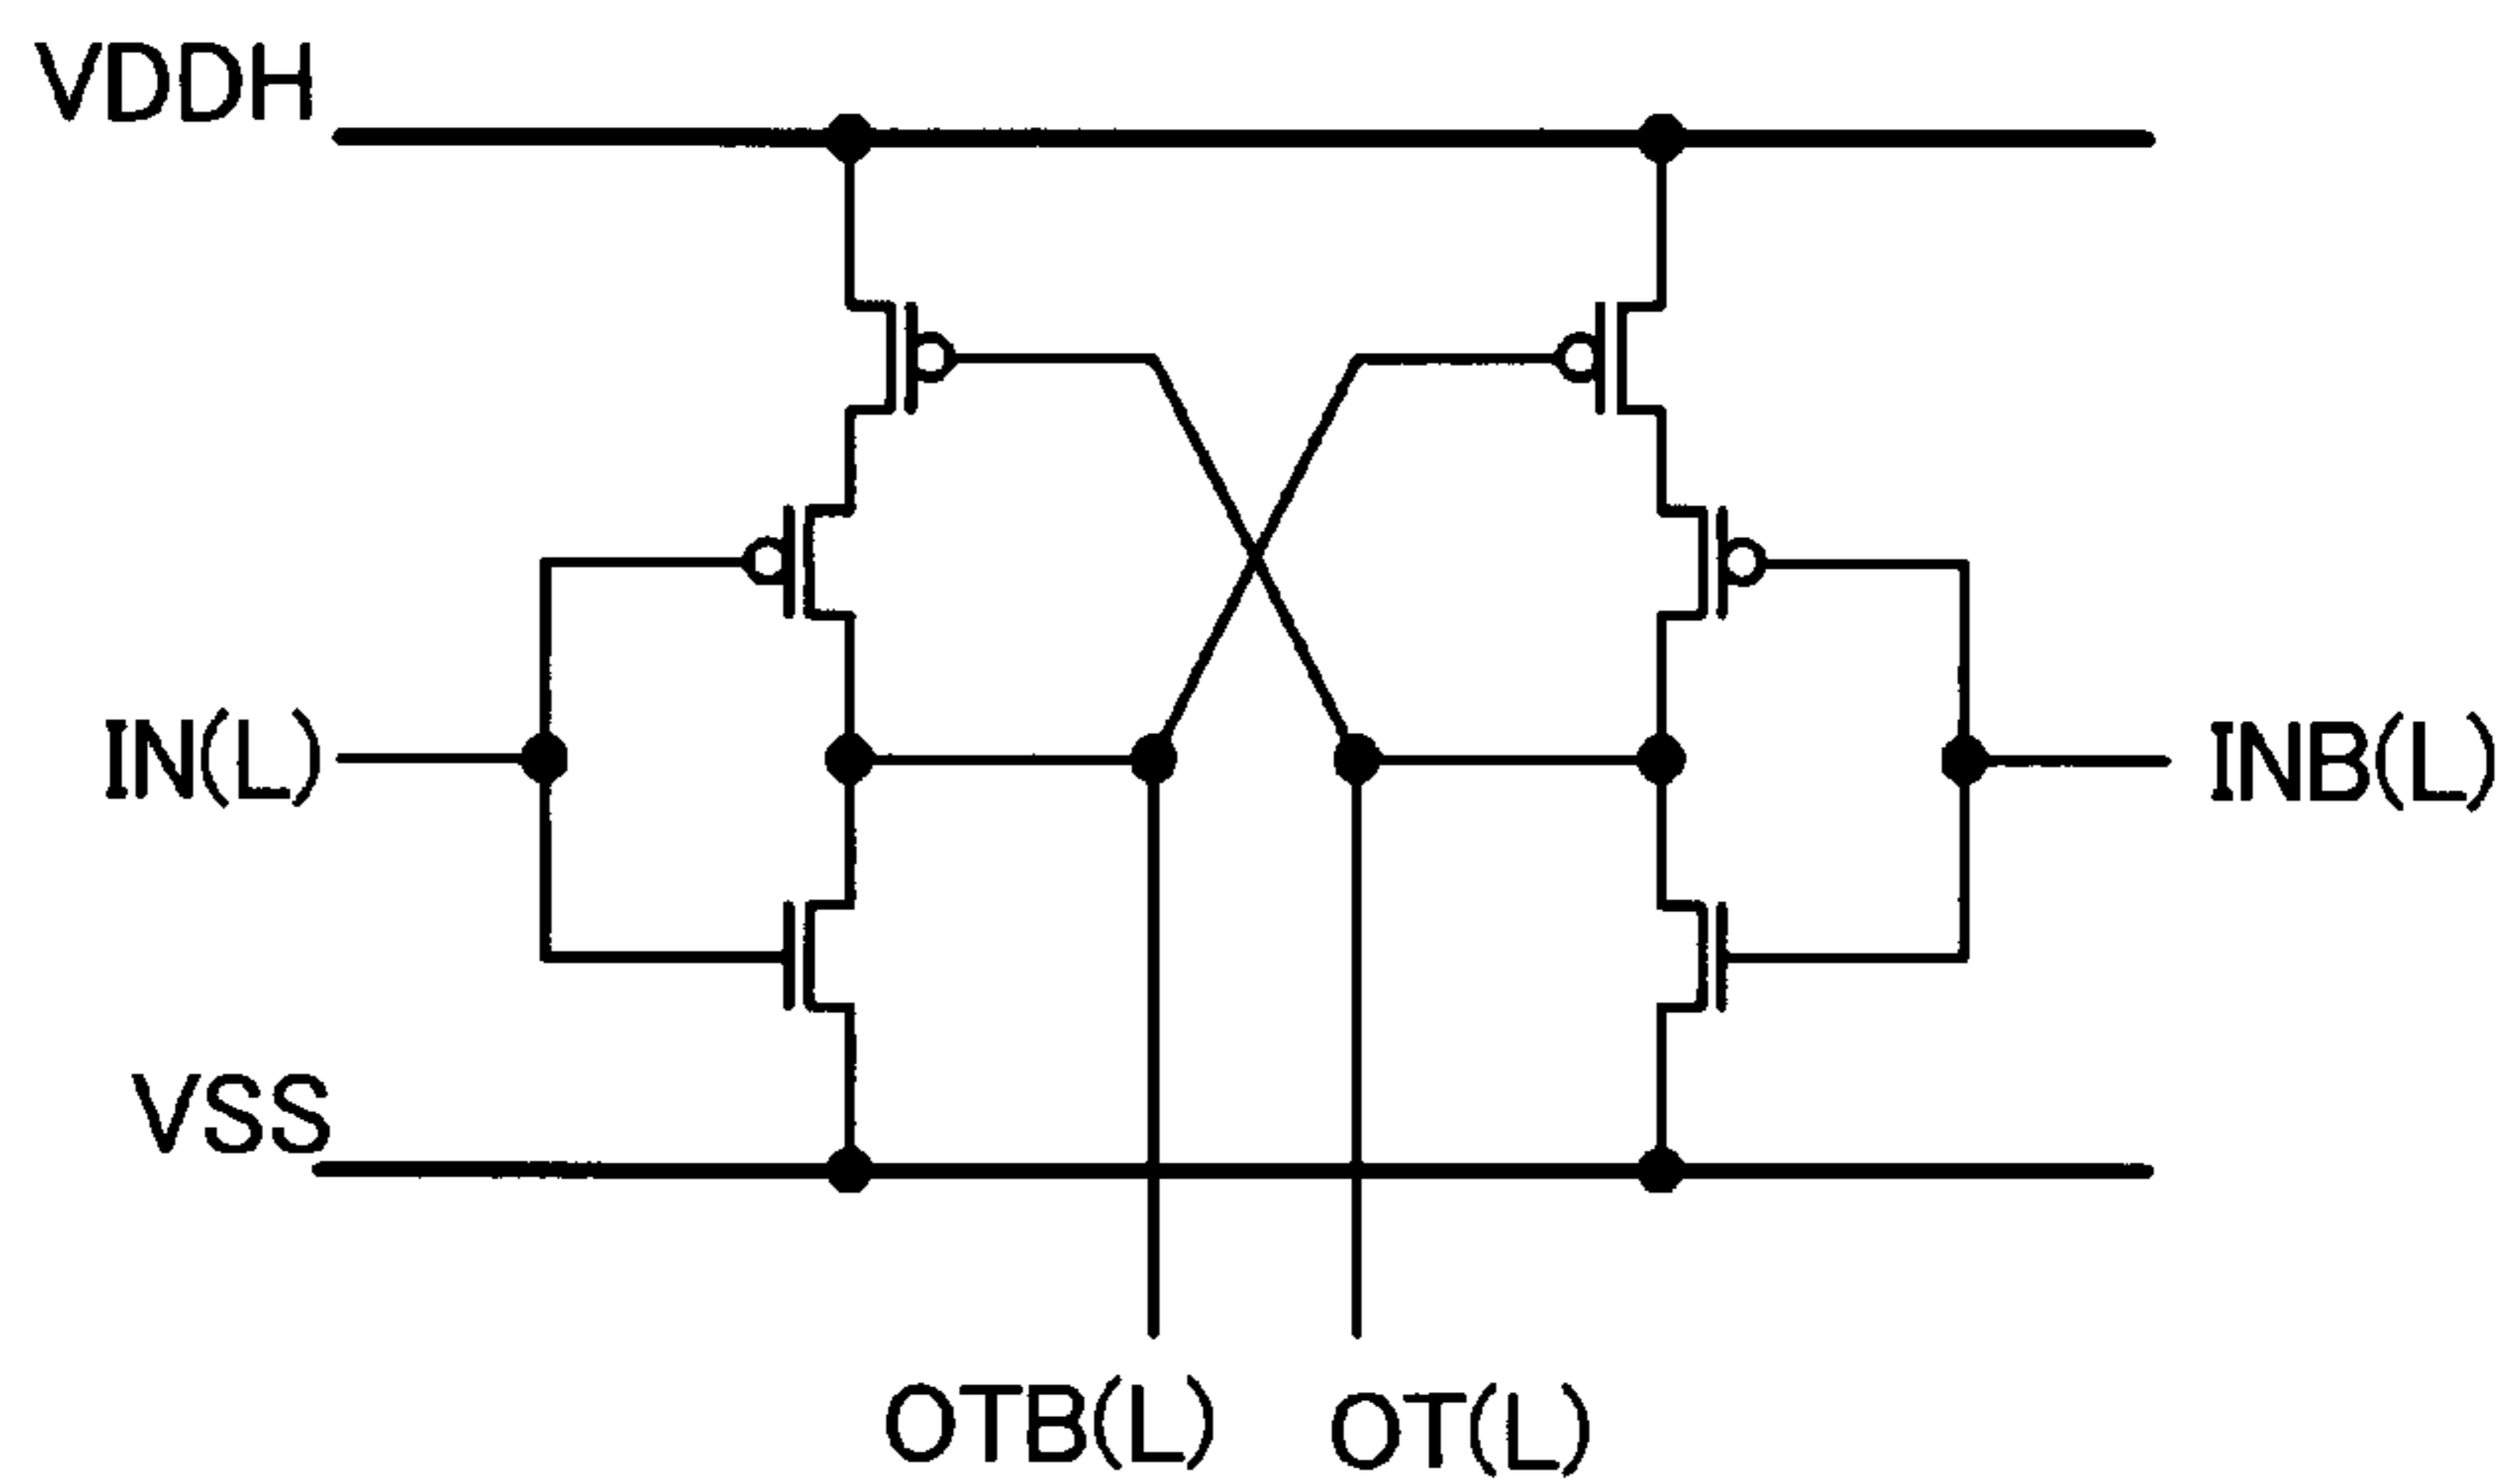 VDDH
IN(L)
INB(L)
VSS
OTB(L)
OT(L)